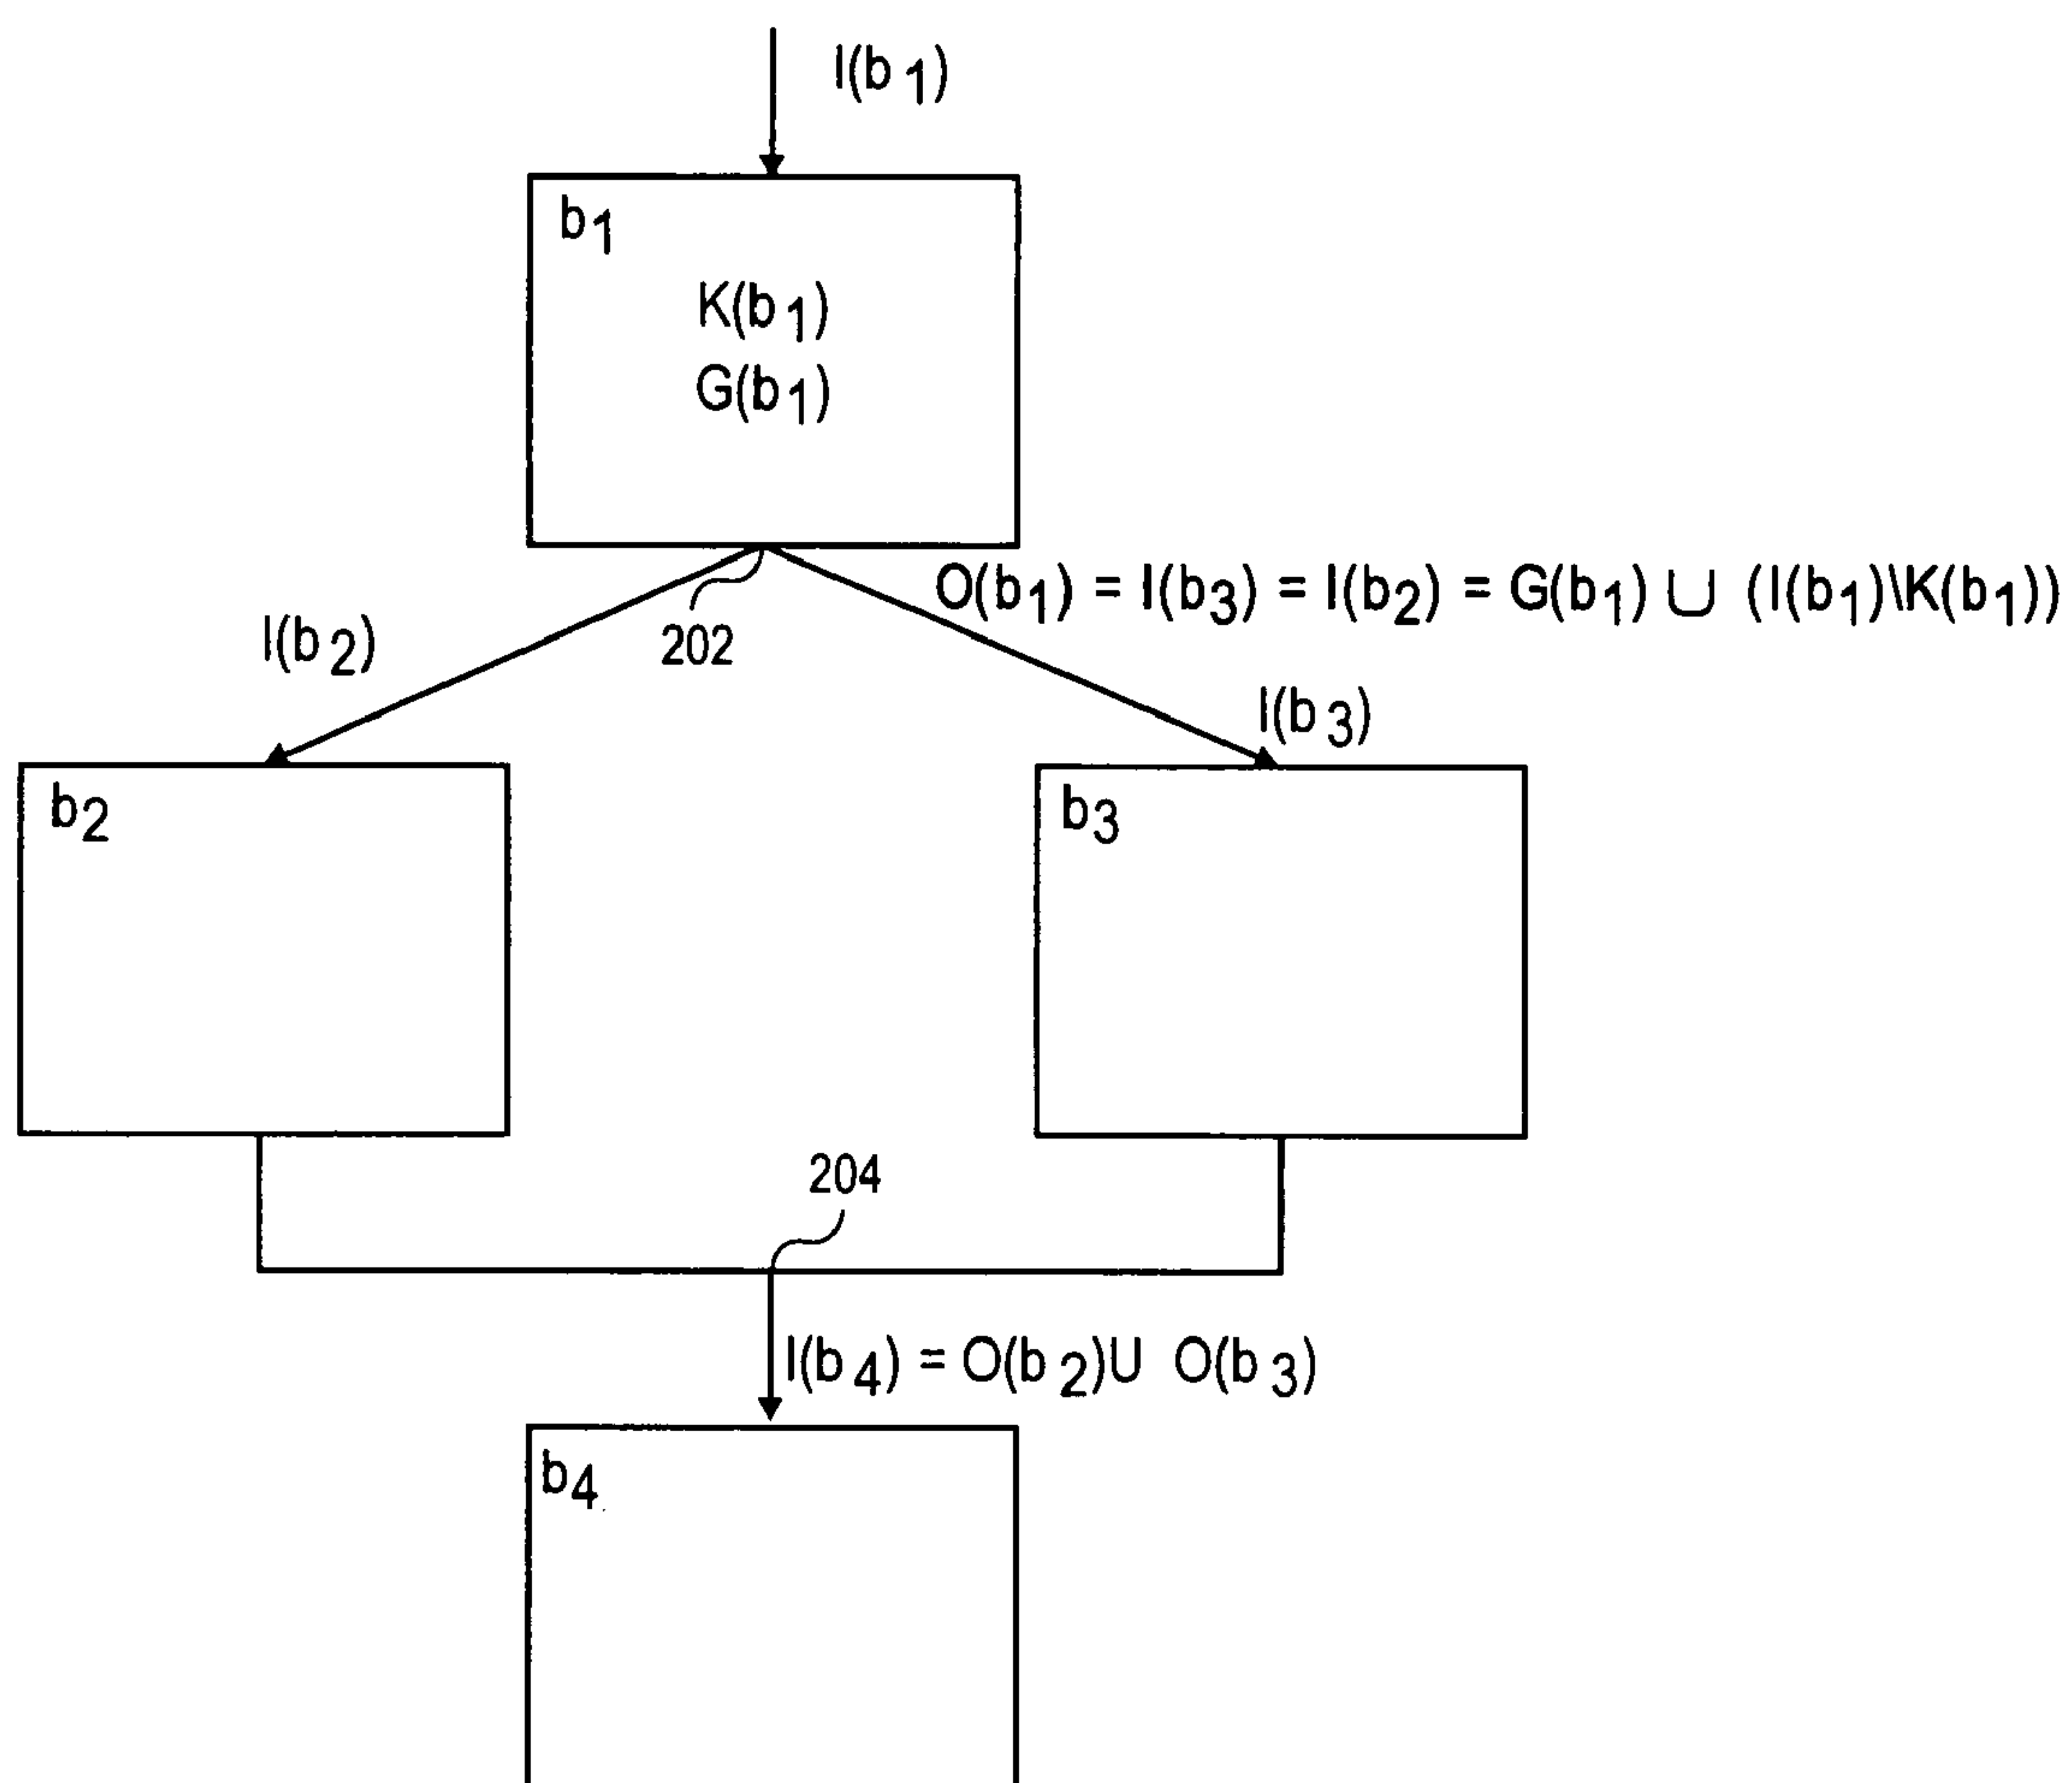 I(b1)
b1
K(b1)
G(b1)
O(b1) = I(b3) = I(b2) = G(b1) ∪ (I(b1)\K(b1))
I(b2)
202
I(b3)
b2
b3
204
I(b4) = O(b2)U O(b3)
b4